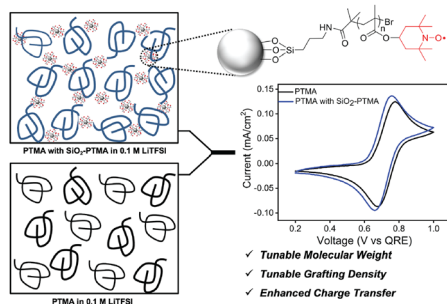 PTMA with SiO2-PTMA in 0.1 M LiTFSI
PTMA in 0.1 M LiTFSI
O
O
O
Si
HN
O
n
Br
O
O
N-O•
PTMA
PTMA with SiO2-PTMA
Current (mA/cm2)
0.15
0.10
0.05
0.00
-0.05
-0.10
0.2 0.4 0.6 0.8 1.0
Voltage (V vs QRE)
✓ Tunable Molecular Weight
✓ Tunable Grafting Density
✓ Enhanced Charge Transfer